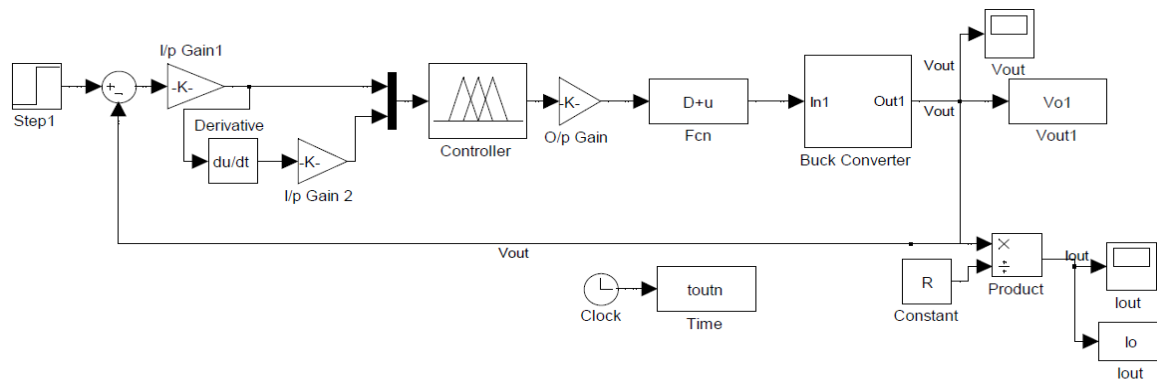 Step1
+
−
I/p Gain1
-K-
Derivative
du/dt
-K-
I/p Gain 2
Controller
-K-
O/p Gain
D+u
Fcn
In1
Out1
Buck Converter
Vout
Vout
Vout
Vo1
Vout1
Vout
Clock
toutn
Time
R
Constant
×
÷
Product
Iout
Iout
Io
Iout